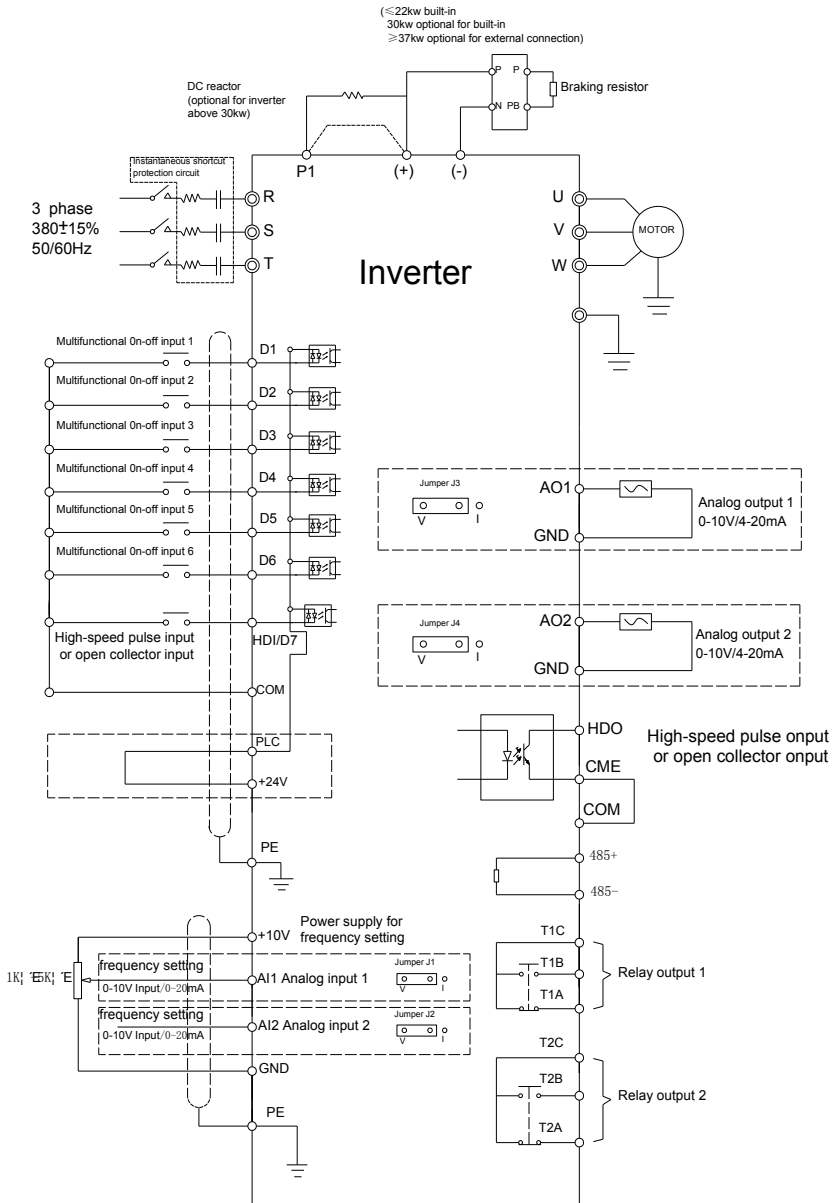 (≤22kw built-in
30kw optional for built-in
≥37kw optional for external connection)
DC reactor
(optional for inverter
above 30kw)
P P
N PB
Braking resistor
P1 (+) (-)
Instantaneous shortcut
protection circuit
3 phase
380±15%
50/60Hz
R
S
T
Inverter
U
V
W
MOTOR
Multifunctional 0n-off input 1
D1
Multifunctional 0n-off input 2
D2
Multifunctional 0n-off input 3
D3
Multifunctional 0n-off input 4
D4
Multifunctional 0n-off input 5
D5
Multifunctional 0n-off input 6
D6
High-speed pulse input
or open collector input
HDI/D7
COM
PLC
+24V
PE
Jumper J3
V I
AO1
GND
Analog output 1
0-10V/4-20mA
Jumper J4
V I
AO2
GND
Analog output 2
0-10V/4-20mA
HDO
CME
COM
High-speed pulse onput
or open collector onput
485+
485-
+10V
Power supply for
frequency setting
frequency setting
0-10V Input/0-20mA
AI1 Analog input 1
Jumper J1
V I
frequency setting
0-10V Input/0-20mA
AI2 Analog input 2
Jumper J2
V I
GND
PE
T1C
T1B
T1A
Relay output 1
T2C
T2B
T2A
Relay output 2